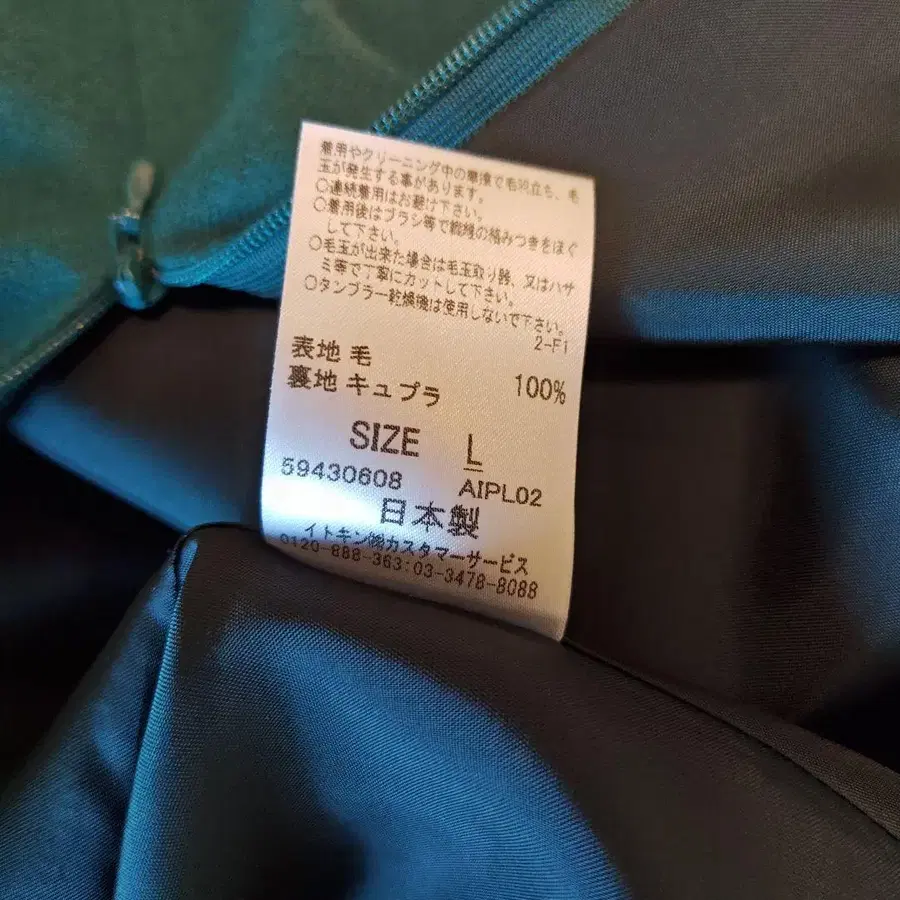 着用やクリーニング中の摩擦で毛羽立ち、毛
玉が発生する事があります。
○連続着用はお避け下さい。
○着用後はブラシ等で繊維の絡みつきをほぐ
して下さい。
○毛玉が出来た場合は毛玉取り器、又はハサ
ミ等で丁寧にカットして下さい。
○タンブラー乾燥機は使用しないで下さい。
2-Fi
表地 毛
裏地 キュプラ 100%
SIZE L
59430608 AIPL02
日本製
イトキン㈱カスタマーサービス
0120-888-363:03-3478-8088